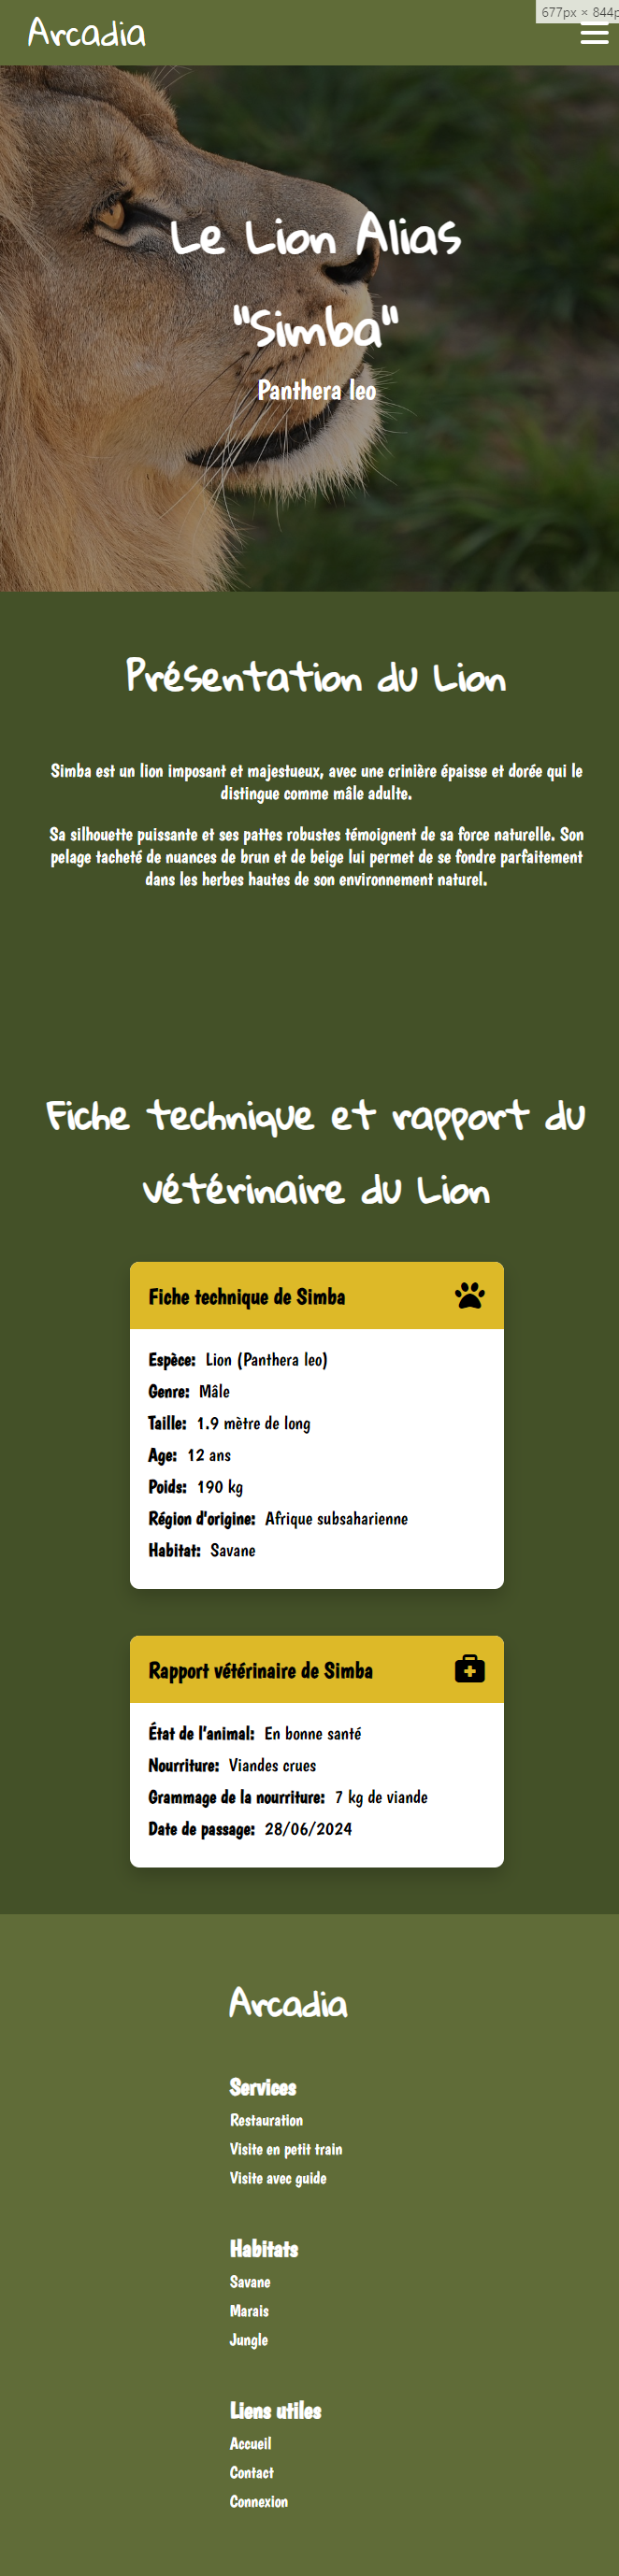 Arcadia
677px × 844p
Le Lion Alias
"Simba"
Panthera leo
Présentation du Lion
Simba est un lion imposant et majestueux, avec une crinière épaisse et dorée qui le
distingue comme mâle adulte.
Sa silhouette puissante et ses pattes robustes témoignent de sa force naturelle. Son
pelage tacheté de nuances de brun et de beige lui permet de se fondre parfaitement
dans les herbes hautes de son environnement naturel.
Fiche technique et rapport du
vétérinaire du Lion
Fiche technique de Simba
Espèce: Lion (Panthera leo)
Genre: Mâle
Taille: 1.9 mètre de long
Age: 12 ans
Poids: 190 kg
Région d'origine: Afrique subsaharienne
Habitat: Savane
Rapport vétérinaire de Simba
État de l'animal: En bonne santé
Nourriture: Viandes crues
Grammage de la nourriture: 7 kg de viande
Date de passage: 28/06/2024
Arcadia
Services
Restauration
Visite en petit train
Visite avec guide
Habitats
Savane
Marais
Jungle
Liens utiles
Accueil
Contact
Connexion